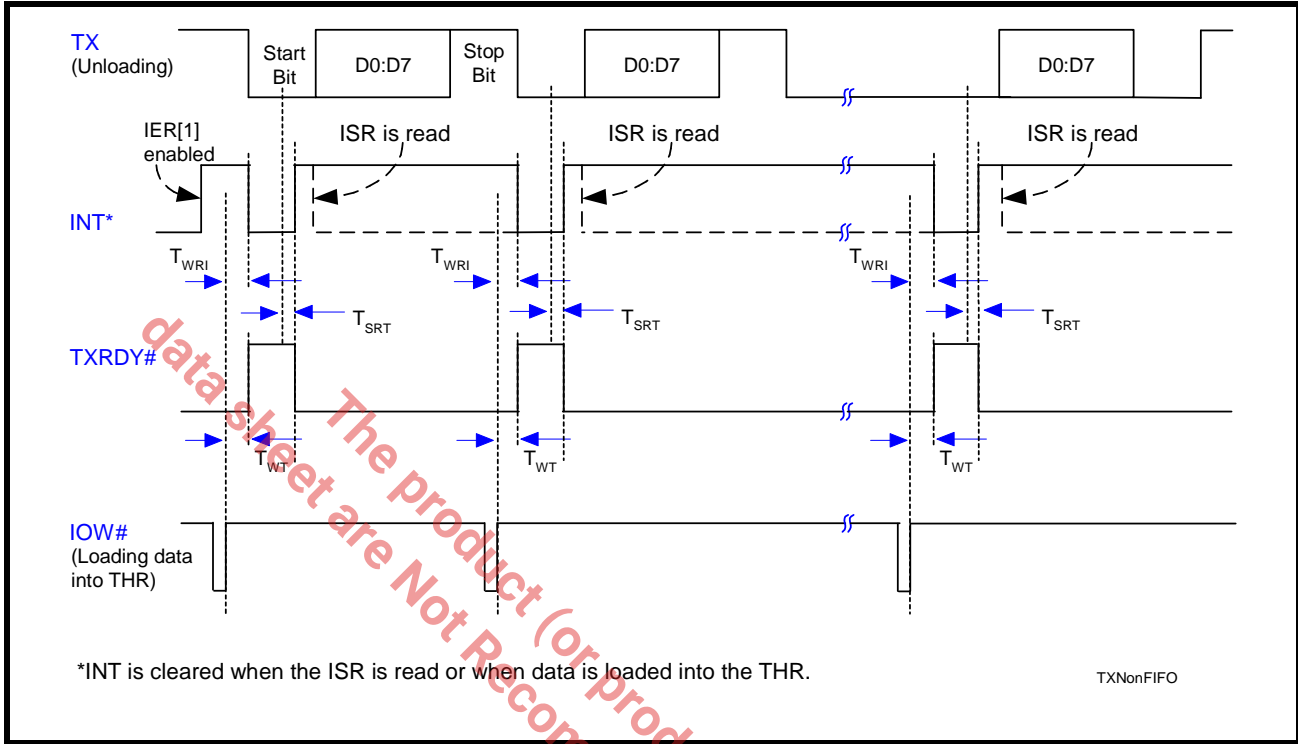 TX
(Unloading)
Start
Bit
D0:D7
Stop
Bit
D0:D7
D0:D7
IER[1]
enabled
ISR is read
ISR is read
ISR is read
INT*
TWRI
TWRI
TWRI
TSRT
TSRT
TSRT
TXRDY#
TWT
TWT
TWT
IOW#
(Loading data
into THR)
*INT is cleared when the ISR is read or when data is loaded into the THR.
TXNonFIFO
The product (or prod
data sheet are Not Recom